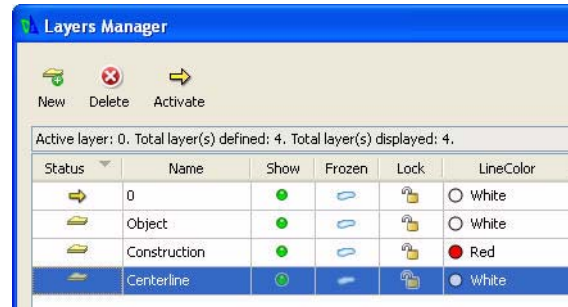 Layers Manager
New Delete Activate
Active layer: 0. Total layer(s) defined: 4. Total layer(s) displayed: 4.
Status Name Show Frozen Lock LineColor
0 White
Object White
Construction Red
Centerline White